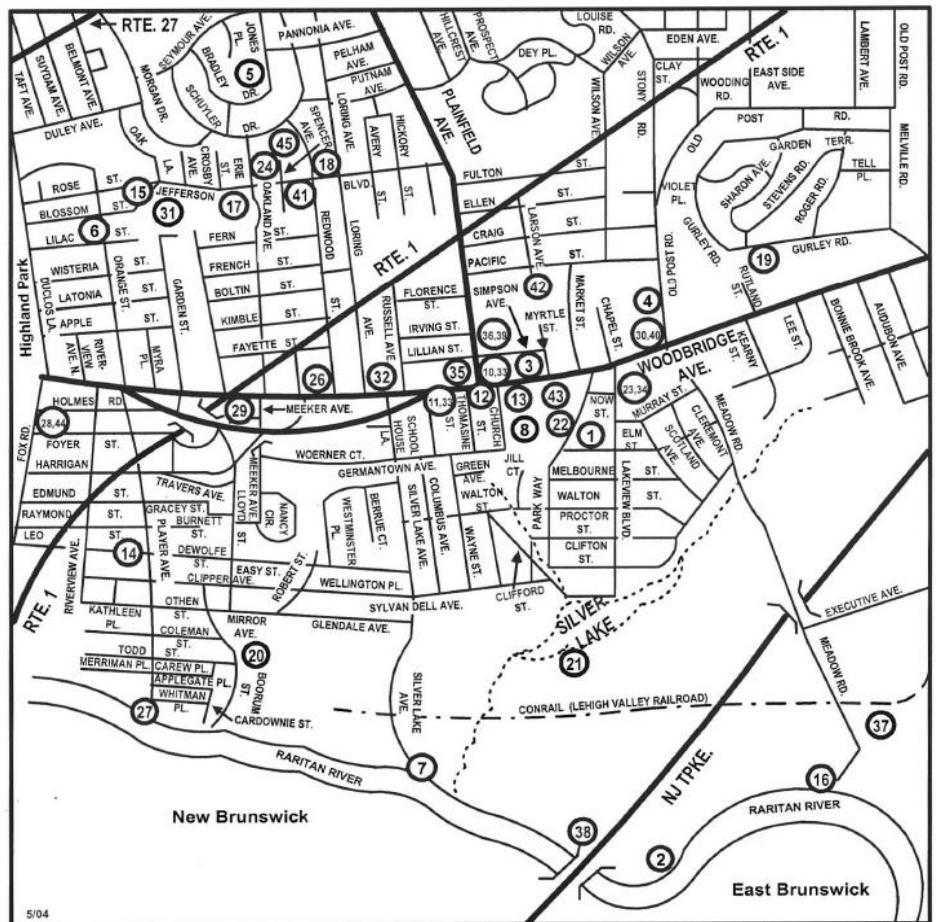 RTE. 27
TAFT AVE.
SUYDAM AVE.
BELMONT AVE.
MORGAN DR.
SEYMOUR AVE.
BRADLEY
DR.
JONES
PL.
5
PANNONIA AVE.
PELHAM
AVE.
PUTNAM
AVE.
SCHUYLER
DR.
SPENCER
AVE.
LORING AVE.
AVERY
ST.
HICKORY
ST.
HILLCREST
AVE.
PROSPECT
AVE.
DEY PL.
LOUISE
RD.
WILSON
AVE.
WILSON AVE.
STONY
RD.
EDEN AVE.
CLAY
ST.
WOODING
RD.
EAST SIDE
AVE.
LAMBERT AVE.
OLD POST RD.
RTE. 1
PLAINFIELD
AVE.
DULEY AVE.
OAK
LA.
CROSBY
AVE.
ERIE
ST.
45
24
18
41
OAKLAND AVE.
REDWOOD
ST.
BLVD.
LORING
FULTON
ST.
ELLEN
ST.
CRAIG
ST.
PACIFIC
ST.
LARSON AVE.
OLD
POST
RD.
GARDEN TERR.
TELL
PL.
MELVILLE RD.
VIOLET
PL.
SHARON AVE.
STEVENS RD.
ROGER RD.
GURLEY RD.
GURLEY RD.
19
RUTLAND
ST.
ROSE
ST.
BLOSSOM
ST.
LILAC
ST.
6
15
JEFFERSON
31
17
WISTERIA
LATONIA
APPLE
ST.
ORANGE ST.
GARDEN ST.
FERN
ST.
FRENCH
ST.
BOLTIN
ST.
KIMBLE
ST.
FAYETTE
ST.
RTE. 1
RUSSELL AVE.
FLORENCE
ST.
IRVING ST.
LILLIAN ST.
SIMPSON
AVE.
MYRTLE
ST.
42
MARKET ST.
CHAPEL ST.
OLD POST RD.
4
30,40
36,39
10,33
3
Highland Park
DUCLOS LA.
RIVER-
VIEW
AVE. N.
MYRA
PL.
26
32
35
WOODBRIDGE
AVE.
KEARNY
ST.
LEE ST.
BONNIE BROOK AVE.
AUDUBON AVE.
HOLMES RD
29
MEEKER AVE.
11,33
12
13
43
8
22
1
NOW
ST.
23,34
MURRAY ST.
CLEREMONT
AVE.
SCOTLAND
AVE.
MEADOW RD.
28,44
FOX RD.
FOYER
ST.
HARRIGAN
EDMUND
ST.
RAYMOND
ST.
LEO
ST.
TRAVERS AVE.
GRACEY ST.
BURNETT
ST.
MEEKER AVE.
LLOYD ST.
NANCY
CIR.
WOERNER CT.
GERMANTOWN AVE.
SCHOOL
HOUSE
LA.
THOMASINE
ST.
CHURCH
ST.
GREEN
AVE.
WALTON
ST.
JILL
CT.
PARK WAY
MELBOURNE
WALTON
PROCTOR
ST.
CLIFTON
ST.
ELM
ST.
LAKEVIEW BLVD.
ST.
ST.
WESTMINSTER
PL.
BERRUE CT.
SILVER LAKE AVE.
COLUMBUS AVE.
WAYNE ST.
14
PLAYER AVE.
DEWOLFE
ST.
CLIPPER AVE.
EASY ST.
ROBERT ST.
WELLINGTON PL.
SYLVAN DELL AVE.
CLIFFORD
ST.
RIVERVIEW AVE.
RTE. 1
KATHLEEN
PL.
OTHEN
ST.
COLEMAN
ST.
TODD
ST.
MIRROR
AVE.
GLENDALE AVE.
MERRIMAN PL.
CAREW PL.
APPLEGATE PL.
WHITMAN
PL.
20
BOORUM
ST.
CARDOWNIE ST.
SILVER LAKE
AVE.
SILVER
LAKE
21
EXECUTIVE AVE.
MEADOW RD.
CONRAIL (LEHIGH VALLEY RAILROAD)
37
27
RARITAN RIVER
7
NJ TPKE.
16
RARITAN RIVER
New Brunswick
38
2
East Brunswick
5/04